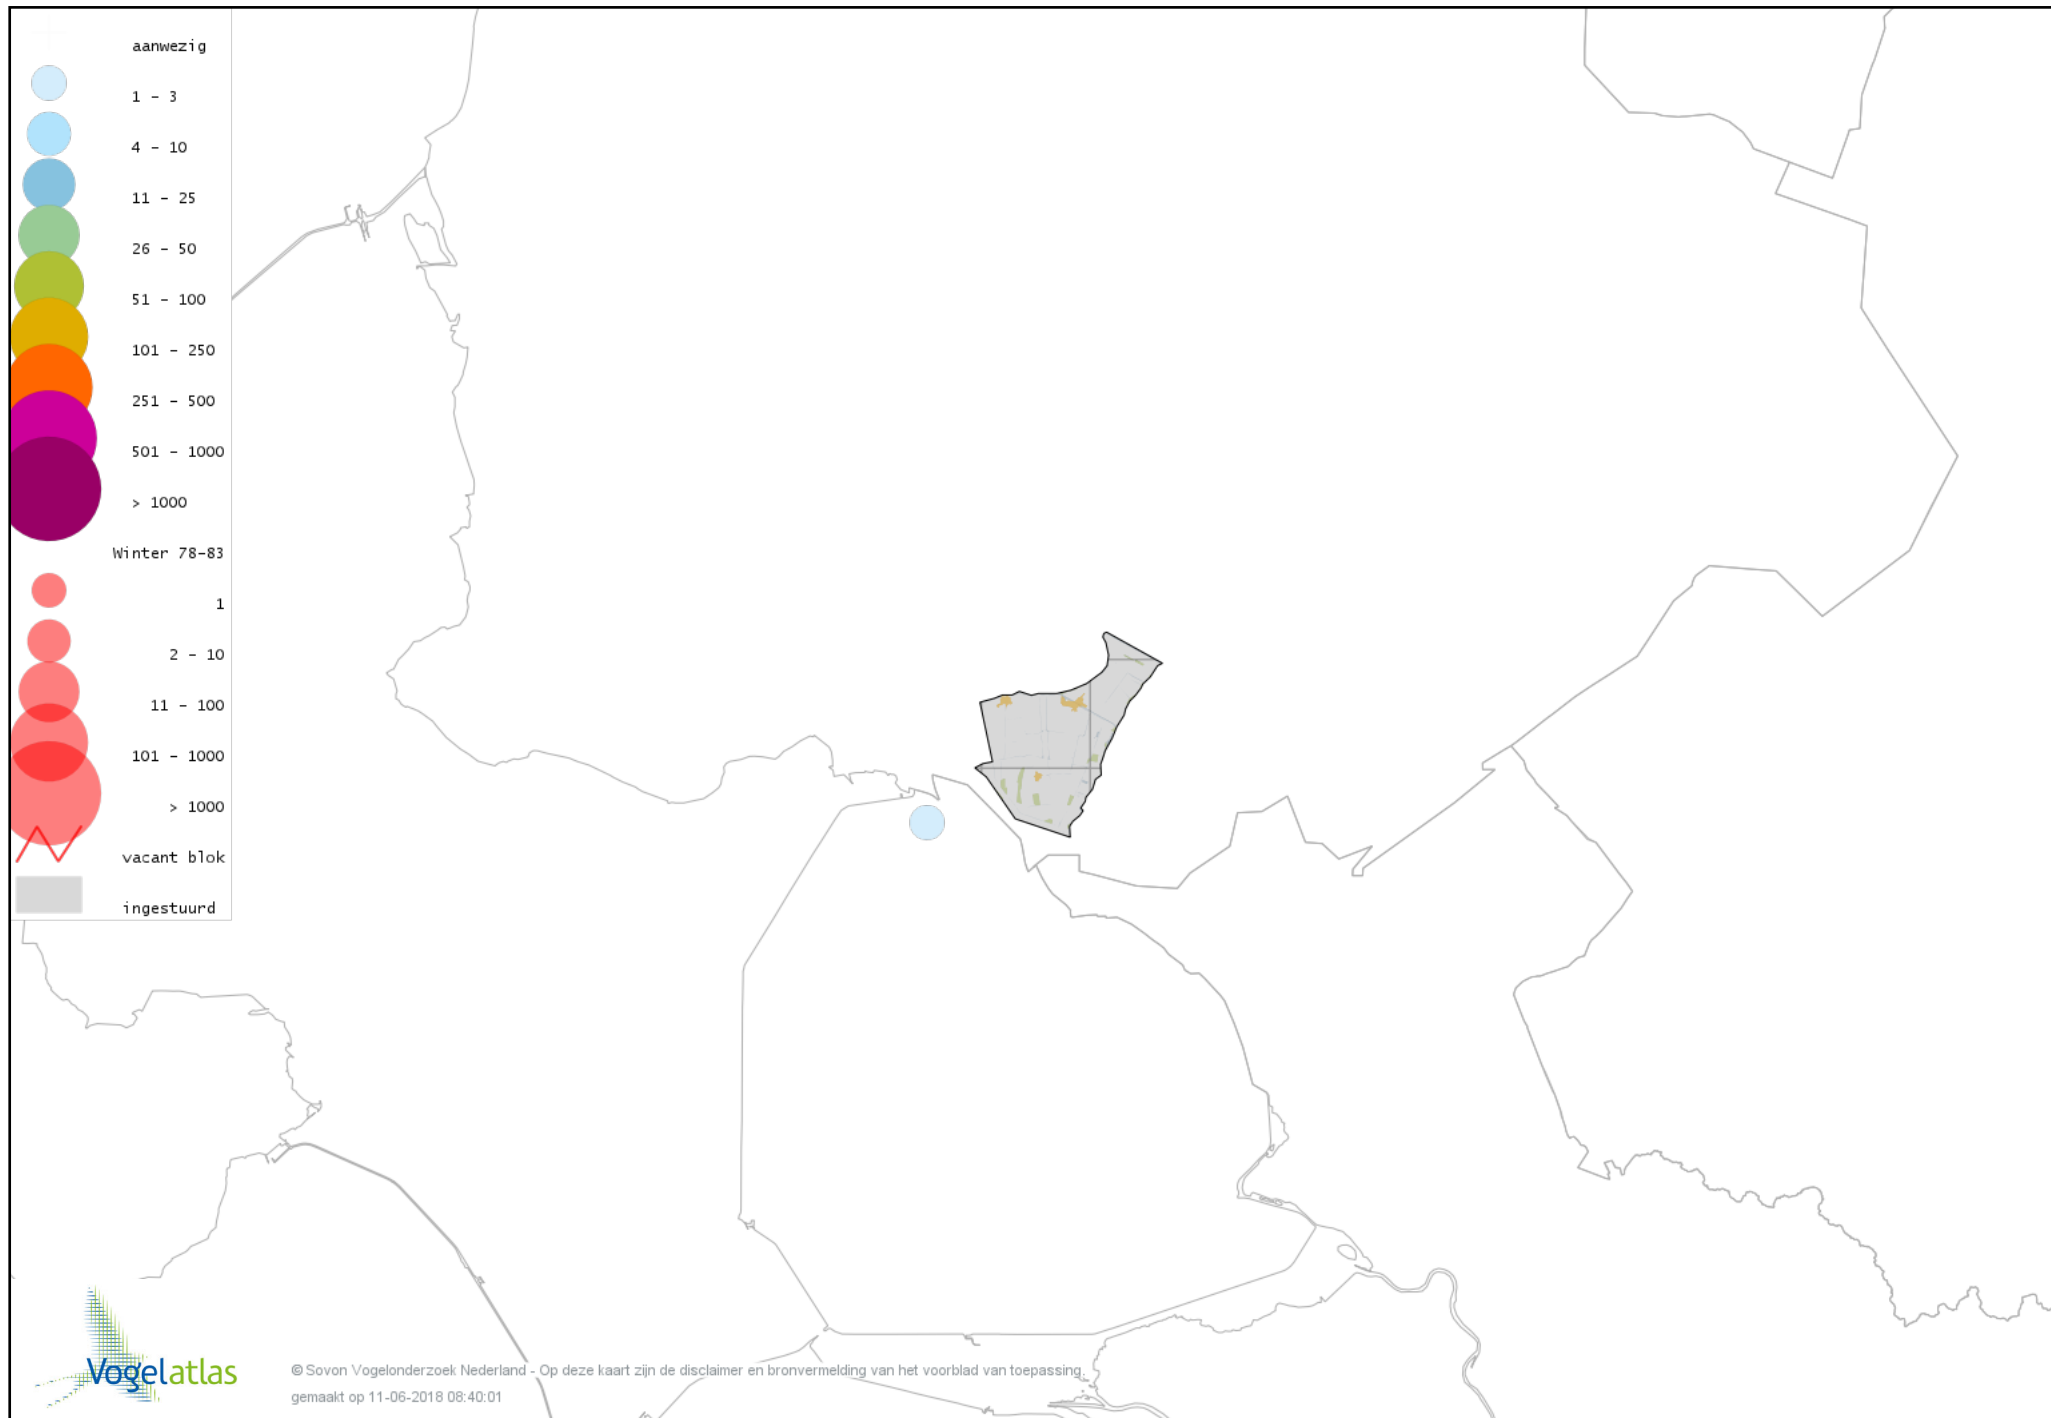 aanwezig
1 - 3
4 - 10
11 - 25
26 - 50
51 - 100
101 - 250
251 - 500
501 - 1000
> 1000
Winter 78-83
1
2 - 10
11 - 100
101 - 1000
> 1000
vacant blok
ingestuurd
Vogelatlas
© Sovon Vogelonderzoek Nederland - Op deze kaart zijn de disclaimer en bronvermelding van het voorblad van toepassing.
gemaakt op 11-06-2018 08:40:01